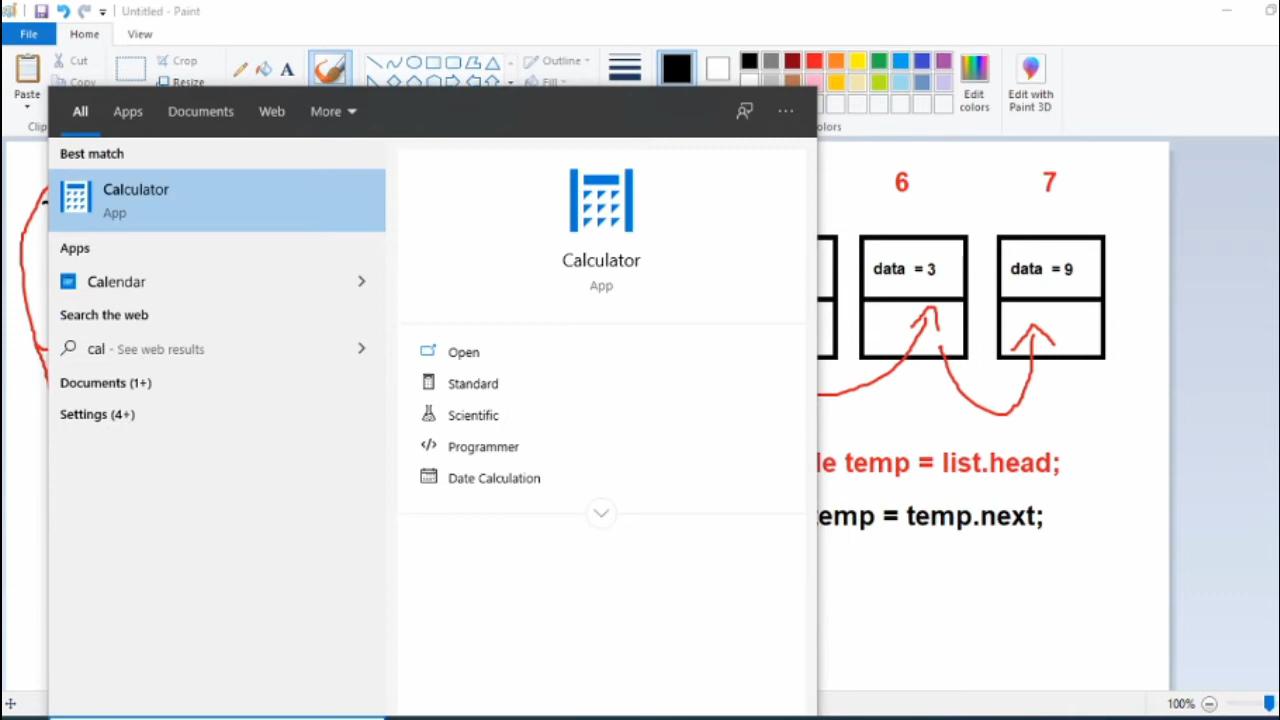 Untitled - Paint
File
Home
View
Paste
Cut
Copy
Crop
Resize
A
Outline
Fill
Edit colors
Edit with Paint 3D
All
Apps
Documents
Web
More
Best match
Calculator
App
Apps
Calendar
Search the web
cal - See web results
Documents (1+)
Settings (4+)
Calculator
App
Open
Standard
Scientific
Programmer
Date Calculation
6
7
data = 3
data = 9
temp = list.head;
temp = temp.next;
100%